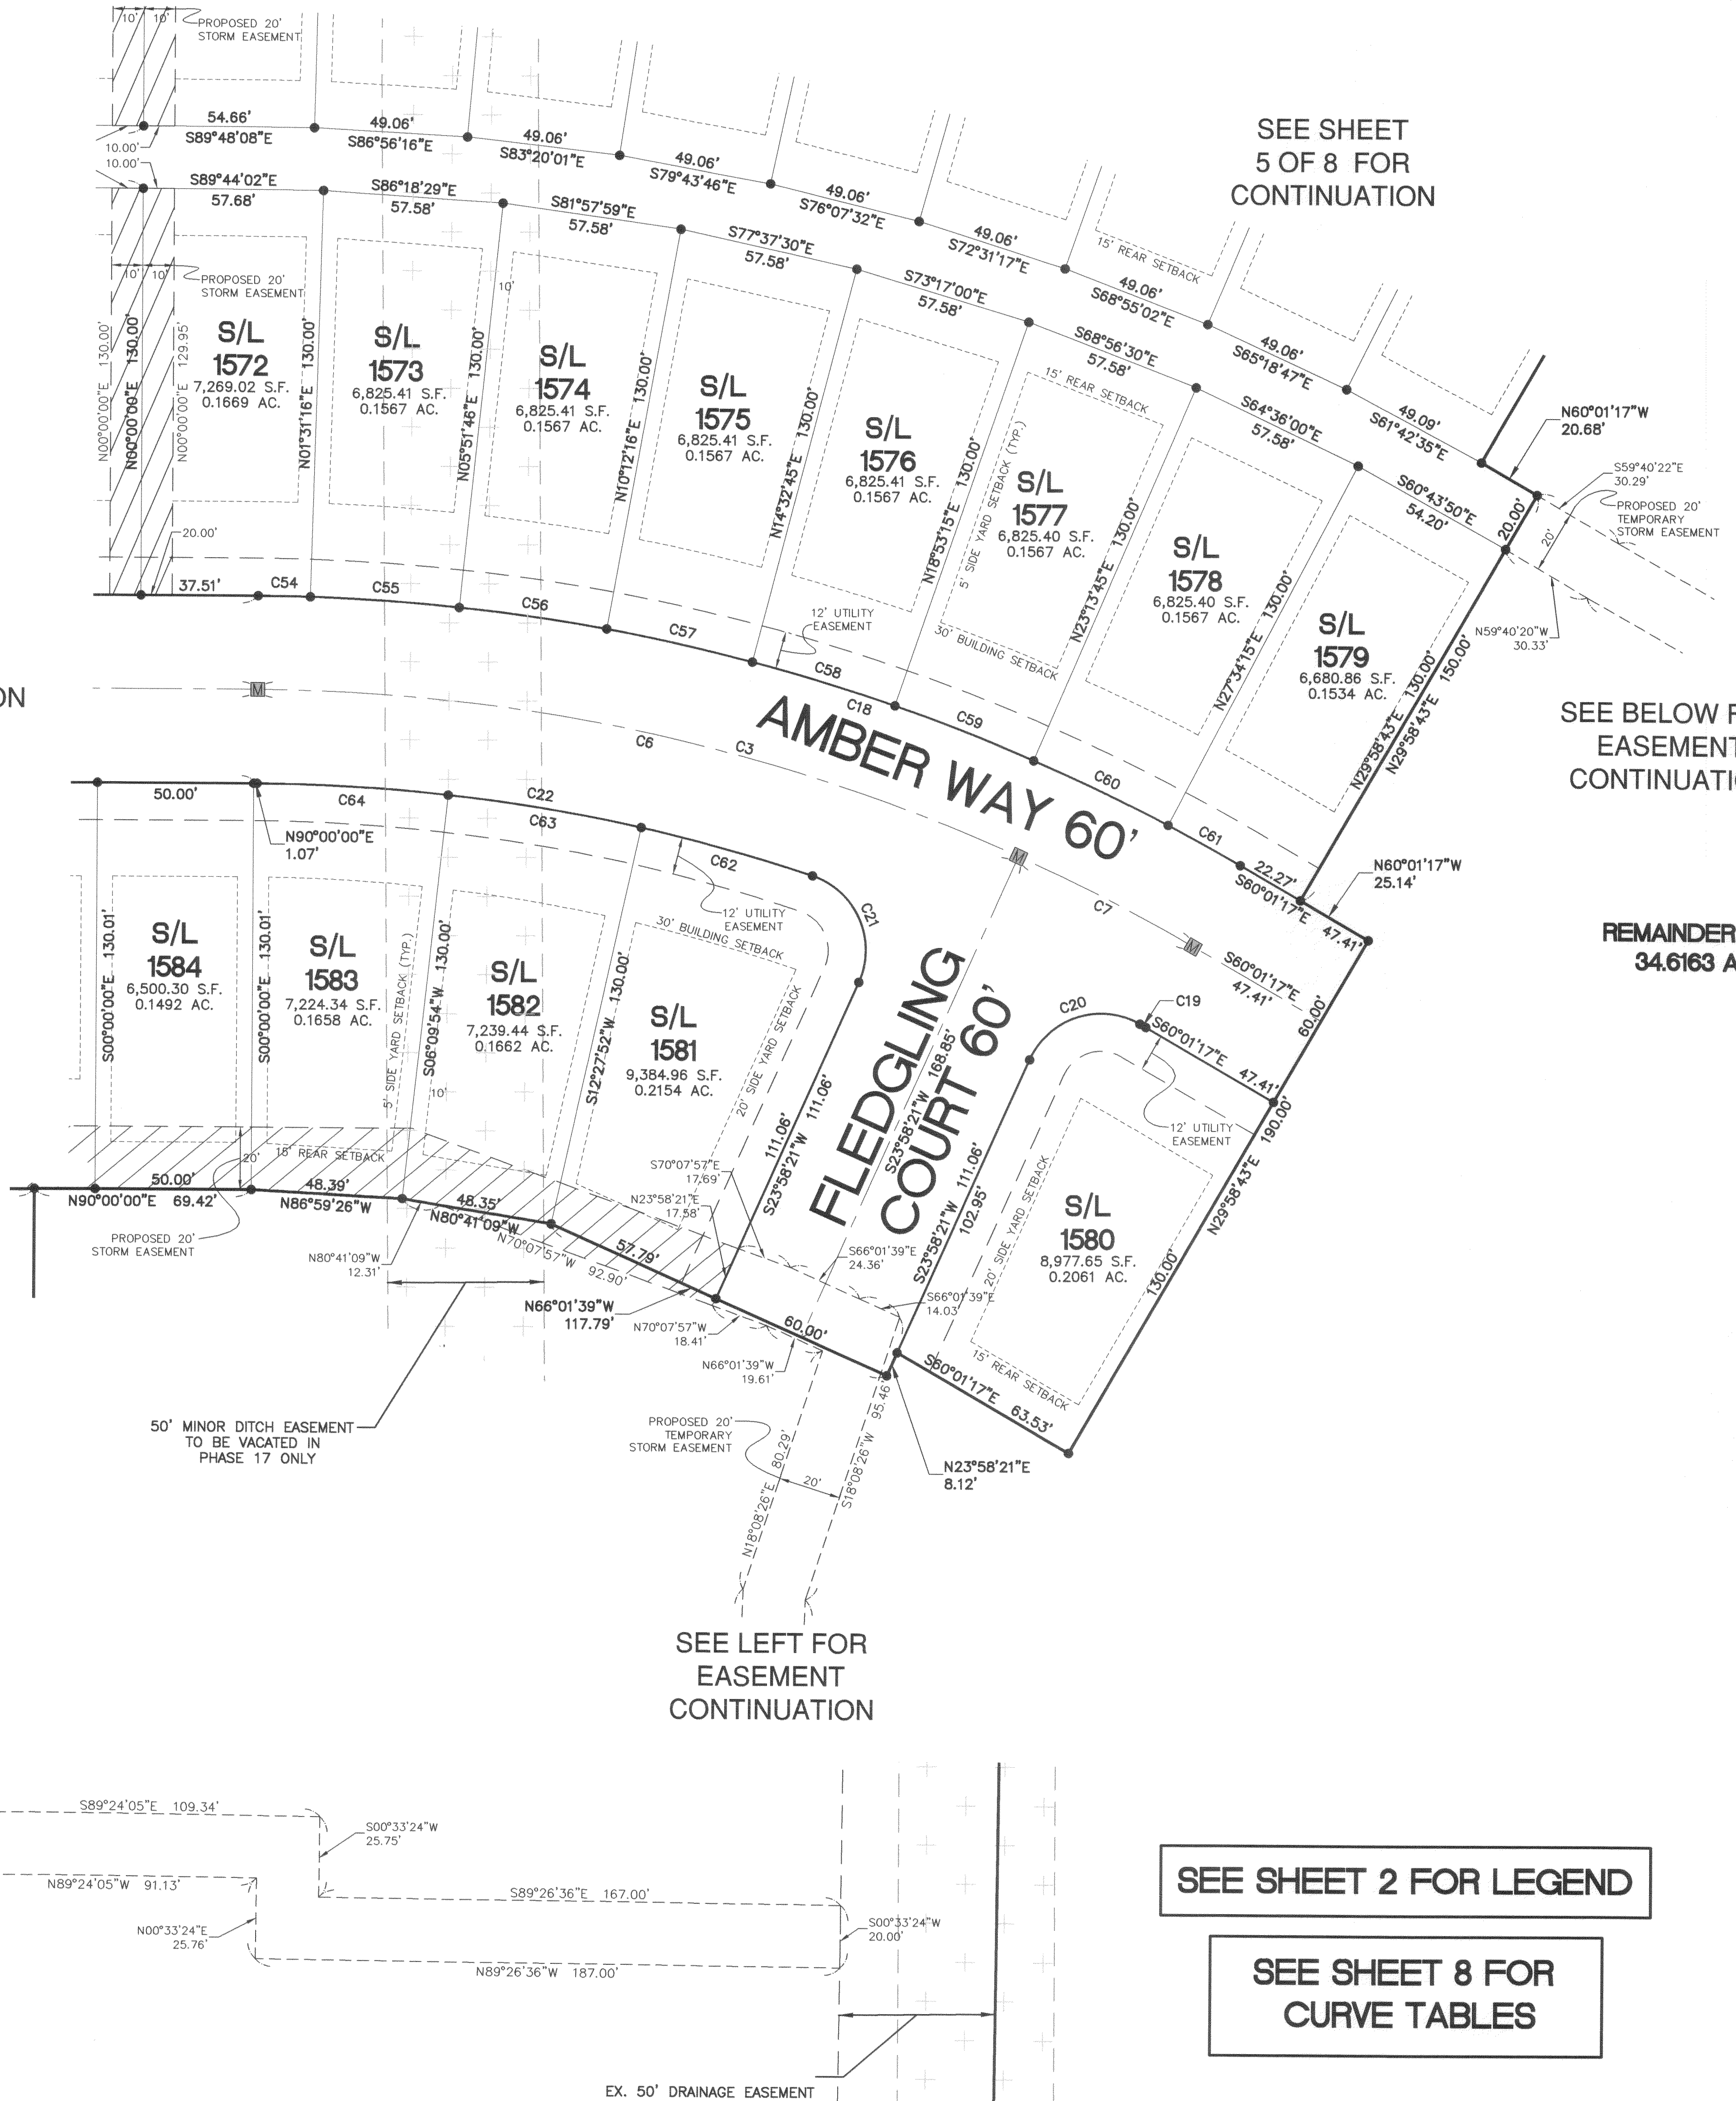 10' 10'
PROPOSED 20'
STORM EASEMENT
54.66'
S89°48'08"E
49.06'
S86°56'16"E
49.06'
S83°20'01"E
49.06'
S79°43'46"E
49.06'
S76°07'32"E
49.06'
S72°31'17"E
49.06'
S68°55'02"E
49.06'
S65°18'47"E
49.09'
S61°42'35"E
15' REAR SETBACK
SEE SHEET
5 OF 8 FOR
CONTINUATION
10.00'
10.00'
S89°44'02"E
57.68'
S86°18'29"E
57.58'
S81°57'59"E
57.58'
S77°37'30"E
57.58'
S73°17'00"E
57.58'
S68°56'30"E
57.58'
S64°36'00"E
57.58'
S60°43'50"E
54.20'
N60°01'17"W
20.68'
S59°40'22"E
30.29'
PROPOSED 20'
TEMPORARY
STORM EASEMENT
20.00'
20'
N59°40'20"W
30.33'
10' 10'
PROPOSED 20'
STORM EASEMENT
N00°00'00"E 130.00'
N00°00'00"E 130.00'
N00°00'00"E 129.95'
S/L
1572
7,269.02 S.F.
0.1669 AC.
N01°31'16"E 130.00'
S/L
1573
6,825.41 S.F.
0.1567 AC.
N05°51'46"E 130.00'
10'
S/L
1574
6,825.41 S.F.
0.1567 AC.
N10°12'16"E 130.00'
S/L
1575
6,825.41 S.F.
0.1567 AC.
N14°32'45"E 130.00'
S/L
1576
6,825.41 S.F.
0.1567 AC.
N18°53'15"E 130.00'
15' REAR SETBACK
5' SIDE YARD SETBACK (TYP.)
S/L
1577
6,825.40 S.F.
0.1567 AC.
30' BUILDING SETBACK
N23°13'45"E 130.00'
S/L
1578
6,825.40 S.F.
0.1567 AC.
N27°34'15"E 130.00'
S/L
1579
6,680.86 S.F.
0.1534 AC.
N29°58'43"E 130.00'
N29°58'43"E 150.00'
20.00'
37.51'
C54
C55
C56
C57
12' UTILITY
EASEMENT
C58
C18
C59
C60
C61
22.27'
S60°01'17"E
N60°01'17"W
25.14'
47.41'
ON
M
C6
C3
AMBER WAY 60'
M
C7
M
S60°01'17"E
47.41'
60.00'
SEE BELOW F
EASEMENT
CONTINUATI
REMAINDER
34.6163 A
50.00'
N90°00'00"E
1.07'
C64
C22
C63
C62
C21
12' UTILITY
EASEMENT
30' BUILDING SETBACK
S/L
1584
6,500.30 S.F.
0.1492 AC.
S00°00'00"E 130.01'
S00°00'00"E 130.01'
S/L
1583
7,224.34 S.F.
0.1658 AC.
5' SIDE YARD SETBACK (TYP.)
S06°09'54"W 130.00'
10'
S/L
1582
7,239.44 S.F.
0.1662 AC.
S12°27'52"W 130.00'
S/L
1581
9,384.96 S.F.
0.2154 AC.
20' SIDE YARD SETBACK
111.06'
S23°58'21"W 111.06'
FLEDGLING
COURT 60'
S23°58'21"W 168.85'
S23°58'21"W 111.06'
102.95'
C20
C19
S60°01'17"E 47.41'
12' UTILITY
EASEMENT
190.00'
N29°58'43"E
130.00'
20' SIDE YARD SETBACK
S/L
1580
8,977.65 S.F.
0.2061 AC.
15' REAR SETBACK
15' REAR SETBACK
20'
50.00'
N90°00'00"E 69.42'
48.39'
N86°59'26"W
48.35'
N80°41'09"W
57.79'
N70°07'57"W 92.90'
S70°07'57"E
17.69'
N23°58'21"E
17.58'
S66°01'39"E
24.36'
S66°01'39"E
14.03'
PROPOSED 20'
STORM EASEMENT
N80°41'09"W
12.31'
N66°01'39"W
117.79'
N70°07'57"W
18.41'
60.00'
N66°01'39"W
19.61'
S60°01'17"E 63.53'
N23°58'21"E
8.12'
50' MINOR DITCH EASEMENT
TO BE VACATED IN
PHASE 17 ONLY
PROPOSED 20'
TEMPORARY
STORM EASEMENT
20'
N18°08'26"E 80.29'
S18°08'26"W 95.46'
SEE LEFT FOR
EASEMENT
CONTINUATION
S89°24'05"E 109.34'
S00°33'24"W
25.75'
N89°24'05"W 91.13'
S89°26'36"E 167.00'
N00°33'24"E
25.76'
S00°33'24"W
20.00'
N89°26'36"W 187.00'
EX. 50' DRAINAGE EASEMENT
SEE SHEET 2 FOR LEGEND
SEE SHEET 8 FOR
CURVE TABLES